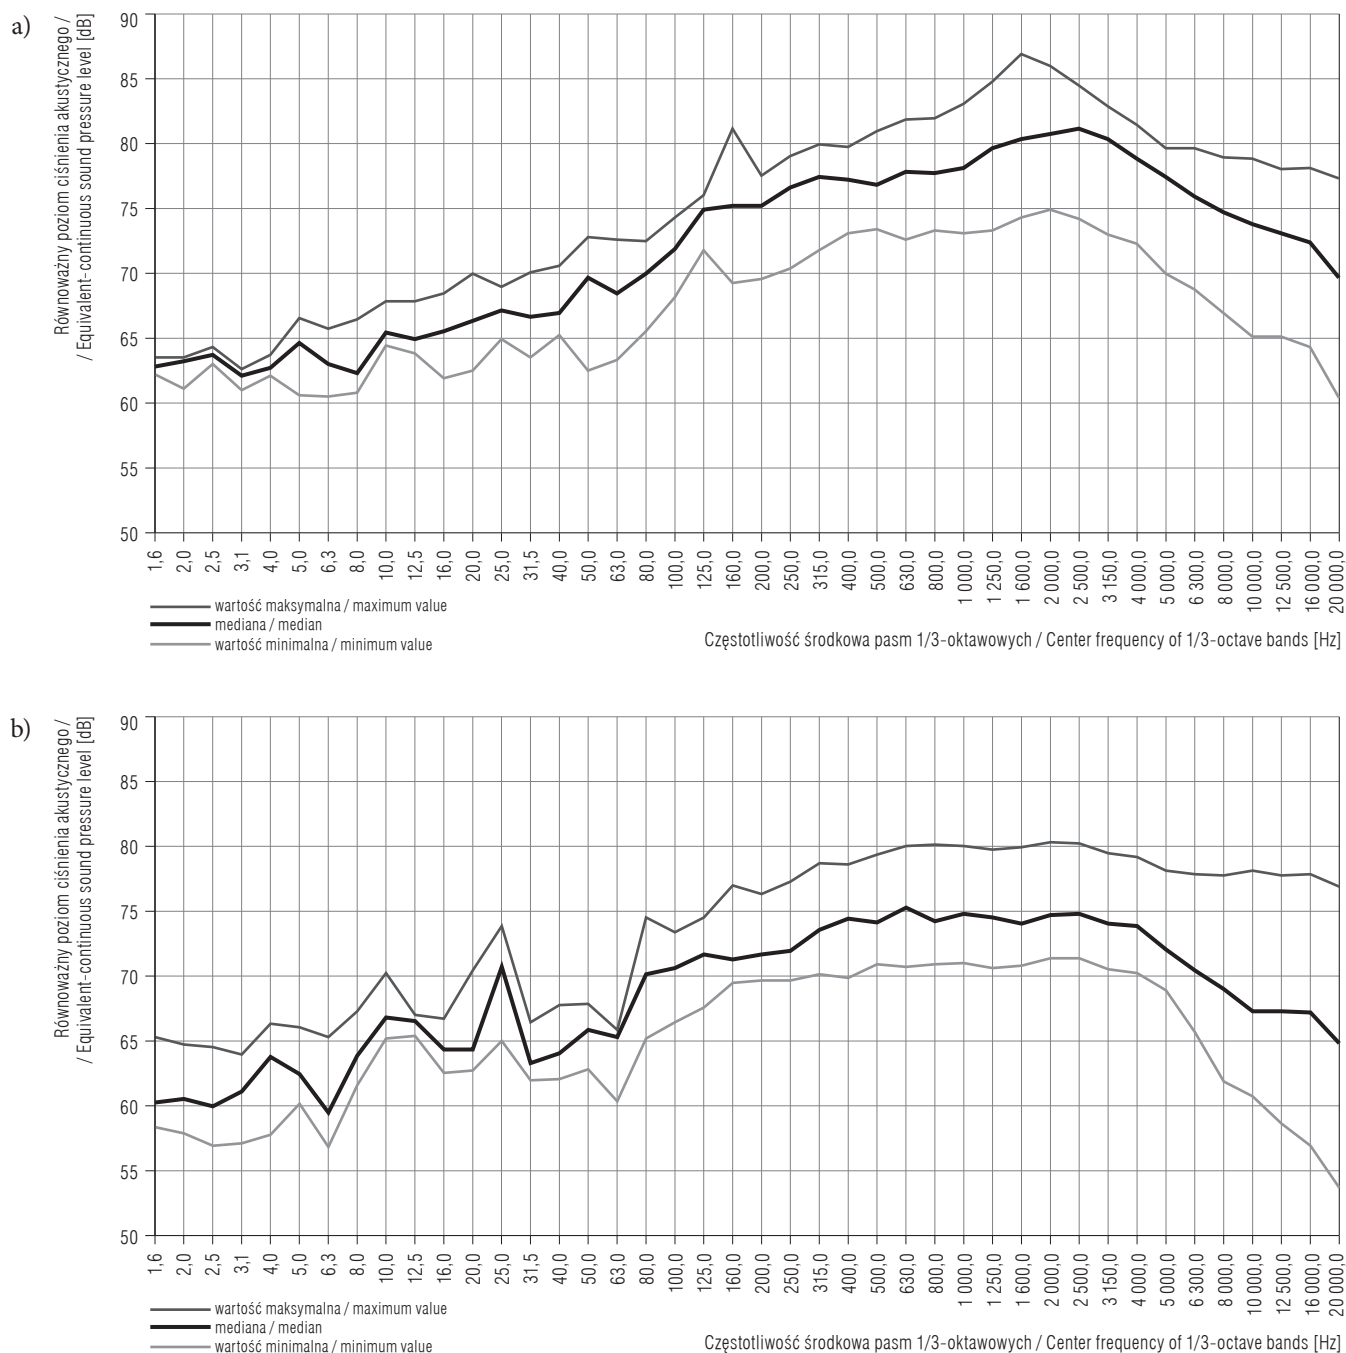 a)
Równoważny poziom ciśnienia akustycznego /
/ Equivalent-continuous sound pressure level [dB]
90
85
80
75
70
65
60
55
50
1,6 2,0 2,5 3,1 4,0 5,0 6,3 8,0 10,0 12,5 16,0 20,0 25,0 31,5 40,0 50,0 63,0 80,0 100,0 125,0 160,0 200,0 250,0 315,0 400,0 500,0 630,0 800,0 1 000,0 1 250,0 1 600,0 2 000,0 2 500,0 3 150,0 4 000,0 5 000,0 6 300,0 8 000,0 10 000,0 12 500,0 16 000,0 20 000,0
wartość maksymalna / maximum value
mediana / median
wartość minimalna / minimum value
Częstotliwość środkowa pasm 1/3-oktawowych / Center frequency of 1/3-octave bands [Hz]
b)
Równoważny poziom ciśnienia akustycznego /
/ Equivalent-continuous sound pressure level [dB]
90
85
80
75
70
65
60
55
50
1,6 2,0 2,5 3,1 4,0 5,0 6,3 8,0 10,0 12,5 16,0 20,0 25,0 31,5 40,0 50,0 63,0 80,0 100,0 125,0 160,0 200,0 250,0 315,0 400,0 500,0 630,0 800,0 1 000,0 1 250,0 1 600,0 2 000,0 2 500,0 3 150,0 4 000,0 5 000,0 6 300,0 8 000,0 10 000,0 12 500,0 16 000,0 20 000,0
wartość maksymalna / maximum value
mediana / median
wartość minimalna / minimum value
Częstotliwość środkowa pasm 1/3-oktawowych / Center frequency of 1/3-octave bands [Hz]